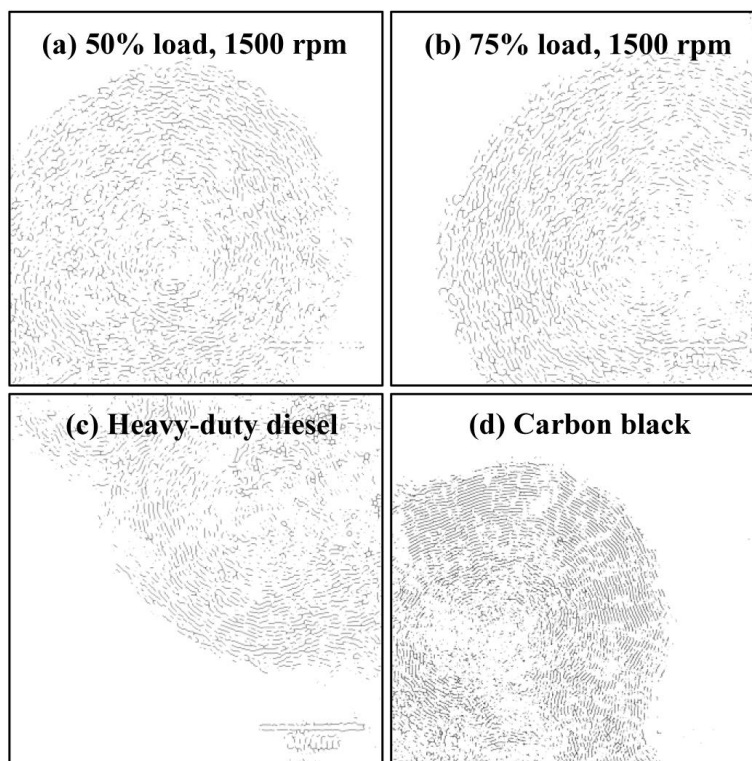 (a) 50% load, 1500 rpm
(b) 75% load, 1500 rpm
(c) Heavy-duty diesel
(d) Carbon black